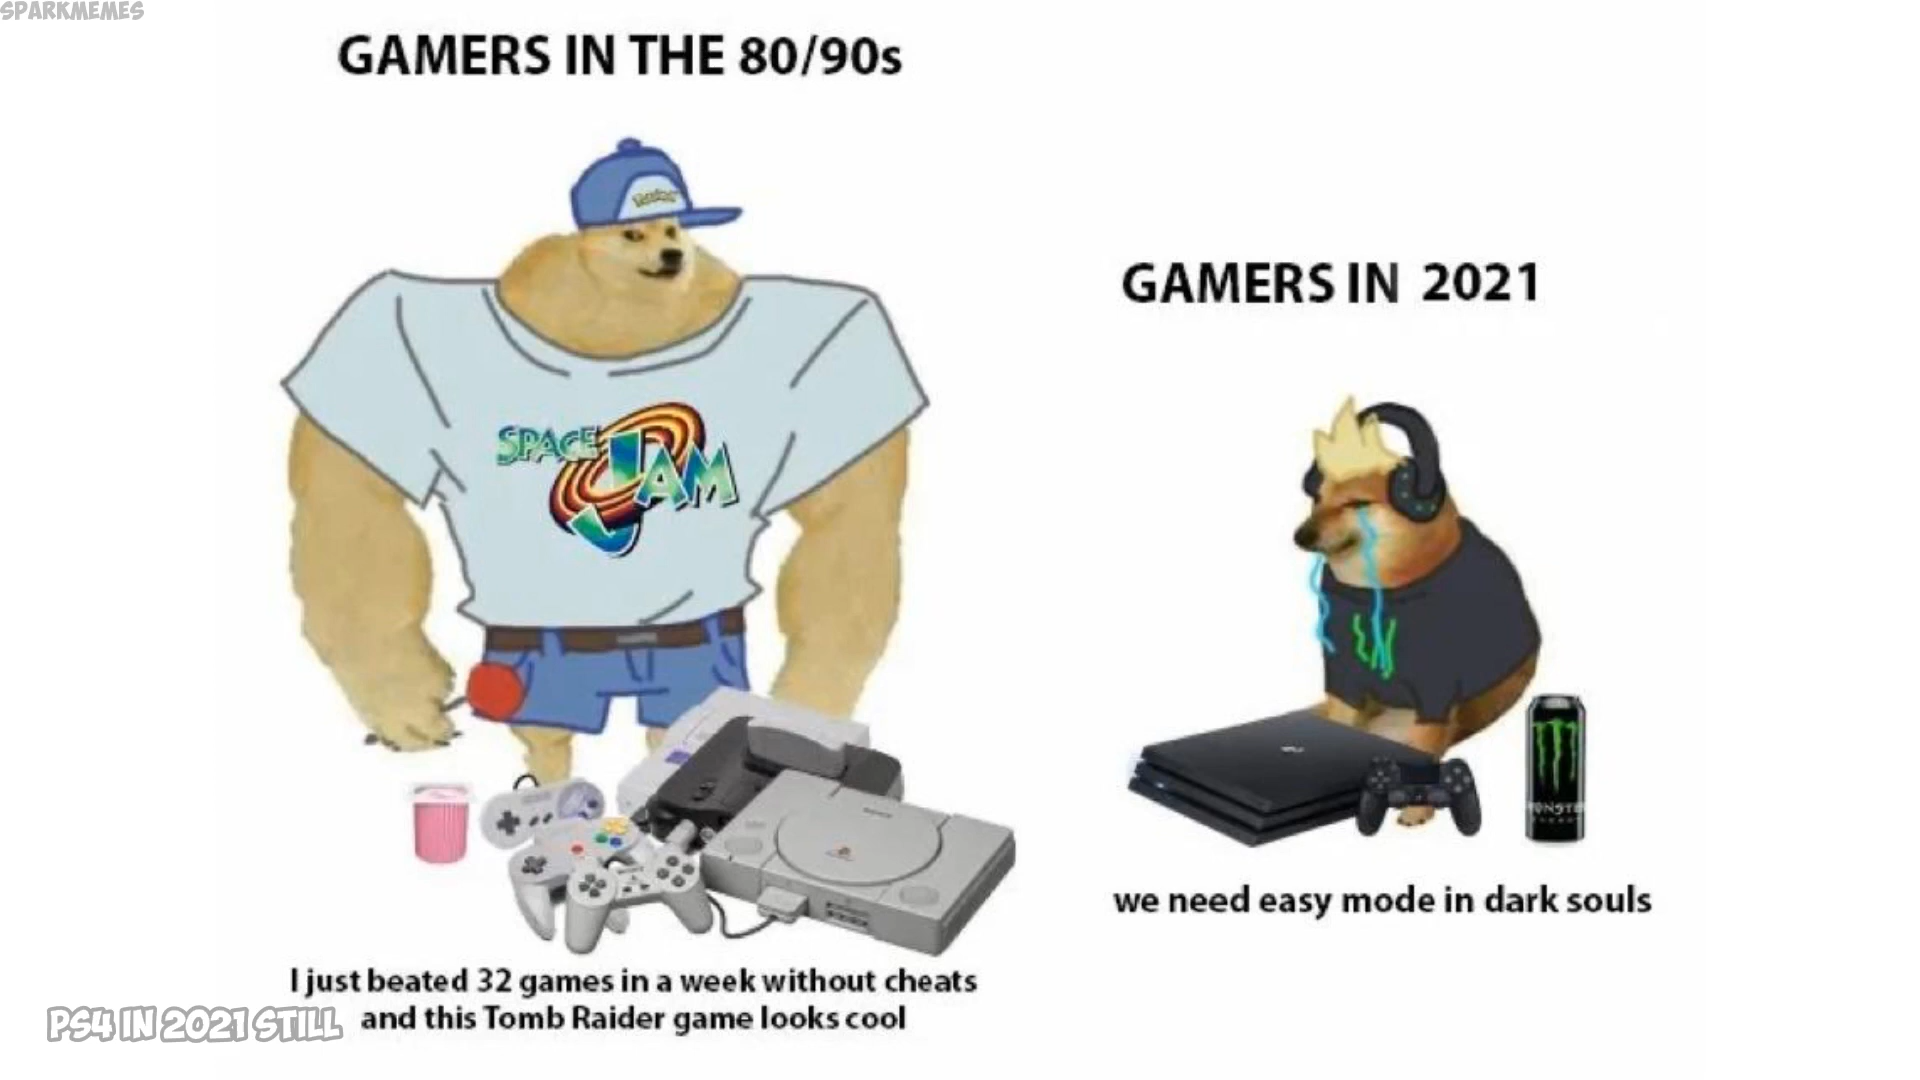 SPARKMEMES
GAMERS IN THE 80/90s
SPACE JAM
I just beated 32 games in a week without cheats
and this Tomb Raider game looks cool
GAMERS IN 2021
MONSTER
we need easy mode in dark souls
PS4 IN 2021 STILL